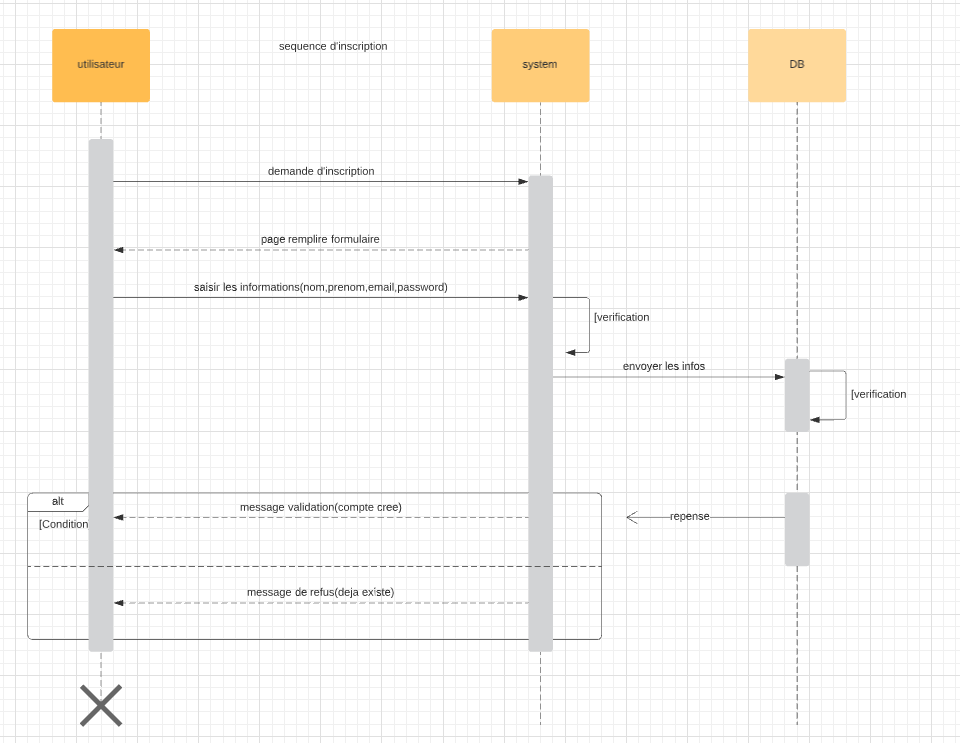 sequence d'inscription
utilisateur
system
DB
demande d'inscription
page remplire formulaire
saisir les informations(nom,prenom,email,password)
[verification
envoyer les infos
[verification
alt
message validation(compte cree)
repense
[Condition
message de refus(deja existe)